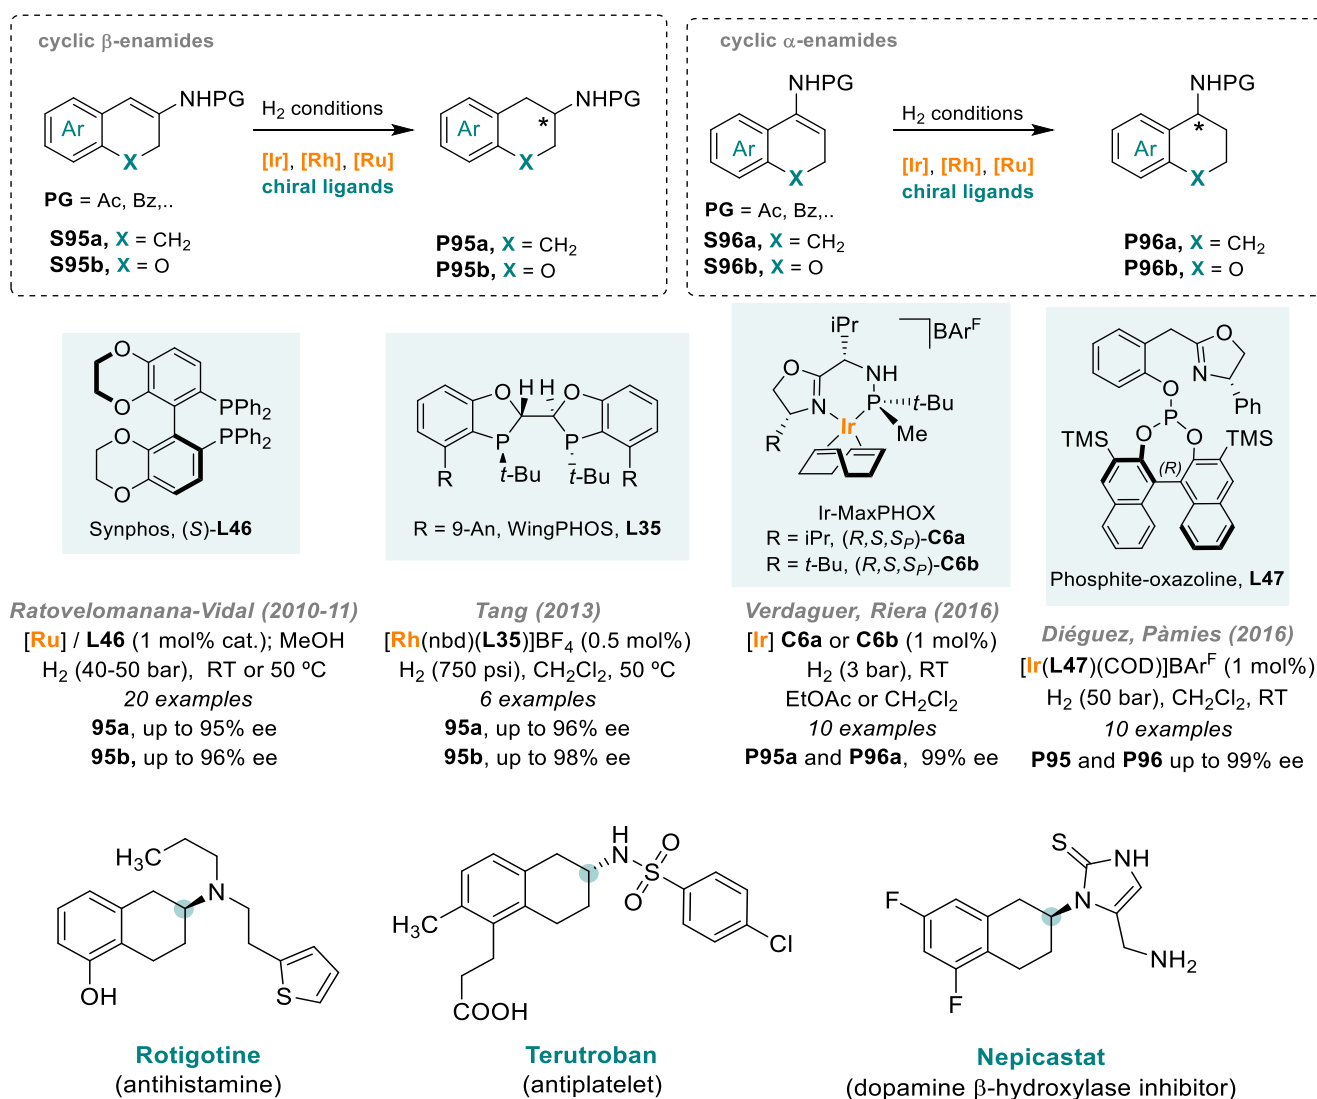 cyclic β-enamides
NHPG
Ar
X
H2 conditions
[Ir], [Rh], [Ru]
chiral ligands
NHPG
Ar
*
X
PG = Ac, Bz,..
S95a, X = CH2
S95b, X = O
P95a, X = CH2
P95b, X = O
cyclic α-enamides
NHPG
Ar
X
H2 conditions
[Ir], [Rh], [Ru]
chiral ligands
NHPG
Ar
*
X
PG = Ac, Bz,..
S96a, X = CH2
S96b, X = O
P96a, X = CH2
P96b, X = O
O
O
PPh2
O
PPh2
O
Synphos, (S)-L46
H H
O
O
P
P
t-Bu
t-Bu
R
R
R = 9-An, WingPHOS, L35
iPr
BArF
O
NH
N
P
t-Bu
Ir
Me
R
Ir-MaxPHOX
R = iPr, (R,S,SP)-C6a
R = t-Bu, (R,S,SP)-C6b
O
N
O
Ph
P
O
O
TMS
TMS
(R)
Phosphite-oxazoline, L47
Ratovelomanana-Vidal (2010-11)
[Ru] / L46 (1 mol% cat.); MeOH
H2 (40-50 bar), RT or 50 ºC
20 examples
95a, up to 95% ee
95b, up to 96% ee
Tang (2013)
[Rh(nbd)(L35)]BF4 (0.5 mol%)
H2 (750 psi), CH2Cl2, 50 ºC
6 examples
95a, up to 96% ee
95b, up to 98% ee
Verdaguer, Riera (2016)
[Ir] C6a or C6b (1 mol%)
H2 (3 bar), RT
EtOAc or CH2Cl2
10 examples
P95a and P96a, 99% ee
Diéguez, Pàmies (2016)
[Ir(L47)(COD)]BArF (1 mol%)
H2 (50 bar), CH2Cl2, RT
10 examples
P95 and P96 up to 99% ee
H3C
N
OH
S
Rotigotine
(antihistamine)
H
N
O
S
O
H3C
Cl
COOH
Terutroban
(antiplatelet)
S
NH
N
F
NH2
F
Nepicastat
(dopamine β-hydroxylase inhibitor)